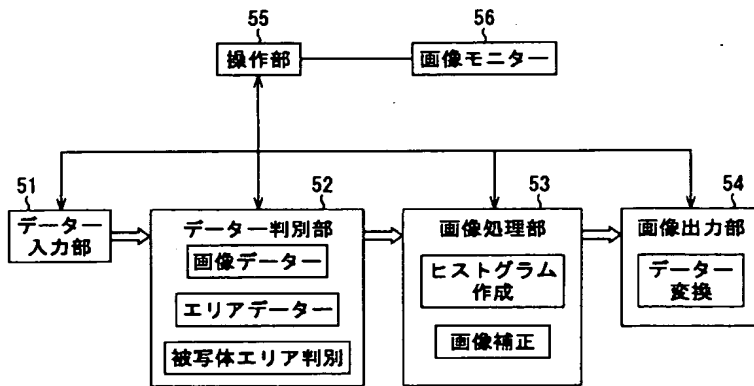 55
操作部
56
画像モニター
51
データー
入力部
52
データー判別部
画像データー
エリアデーター
被写体エリア判別
53
画像処理部
ヒストグラム
作成
画像補正
54
画像出力部
データー
変換